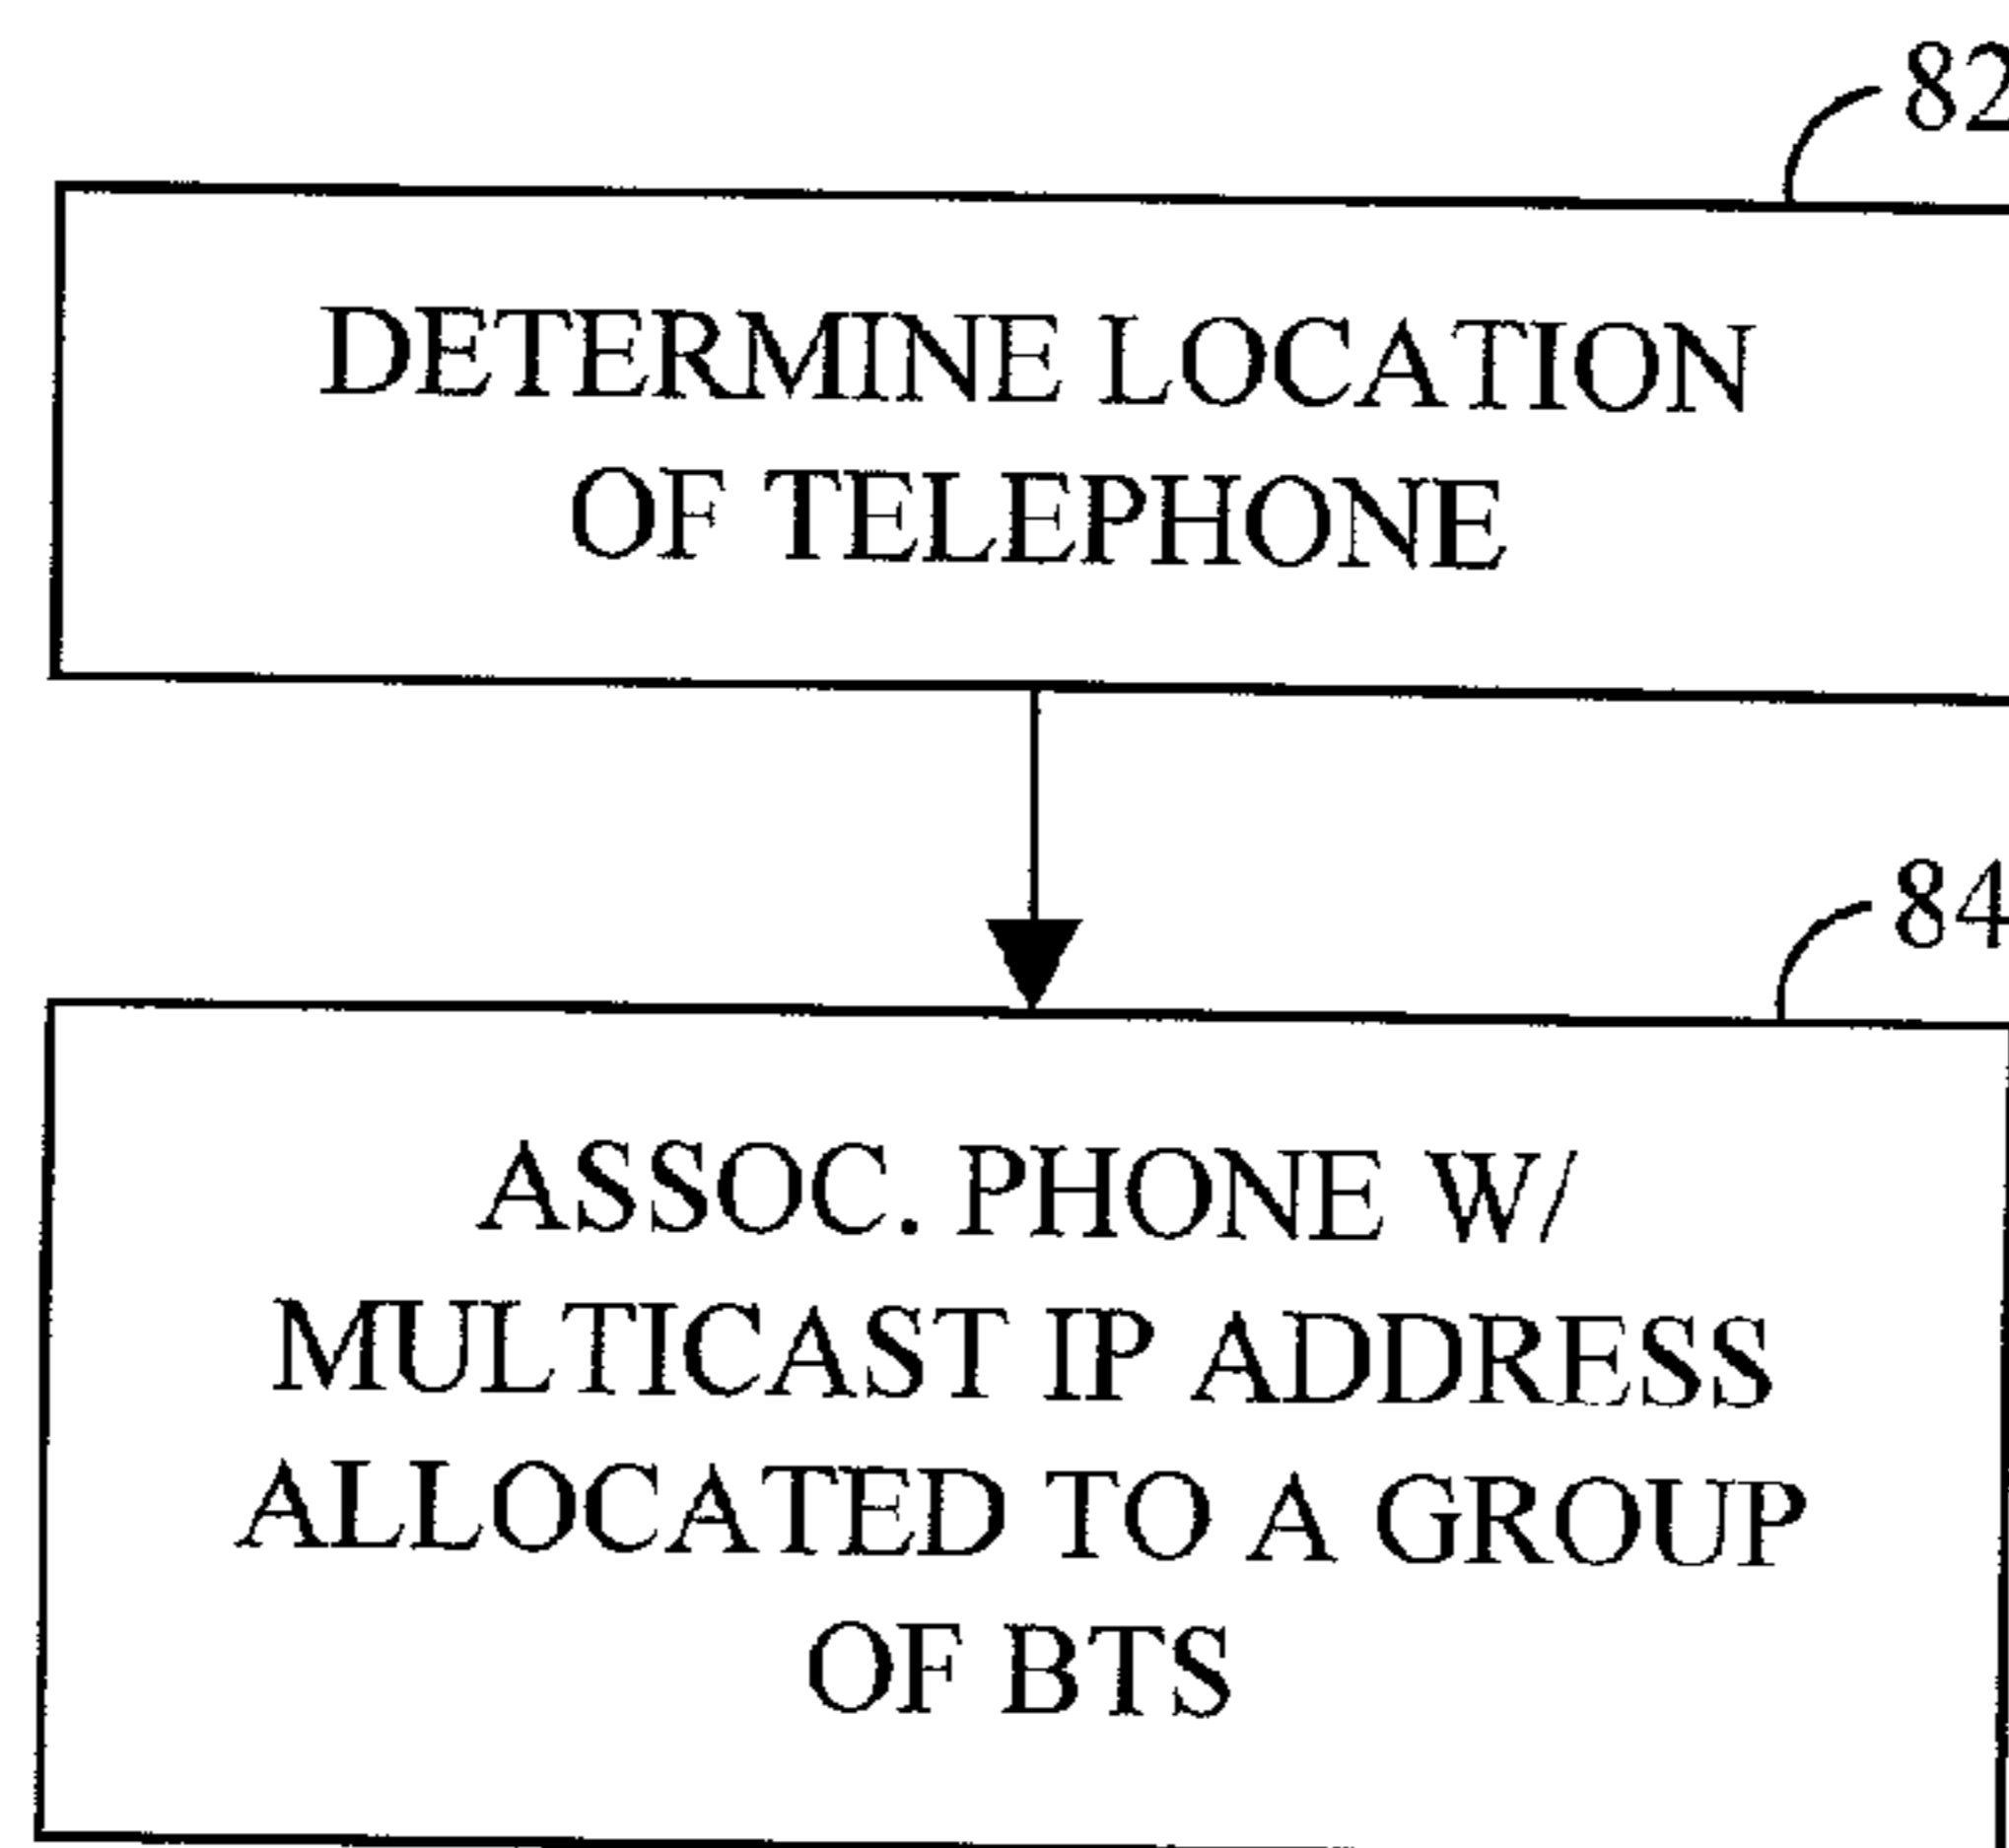 82
DETERMINE LOCATION
OF TELEPHONE
84
ASSOC. PHONE W/
MULTICAST IP ADDRESS
ALLOCATED TO A GROUP
OF BTS